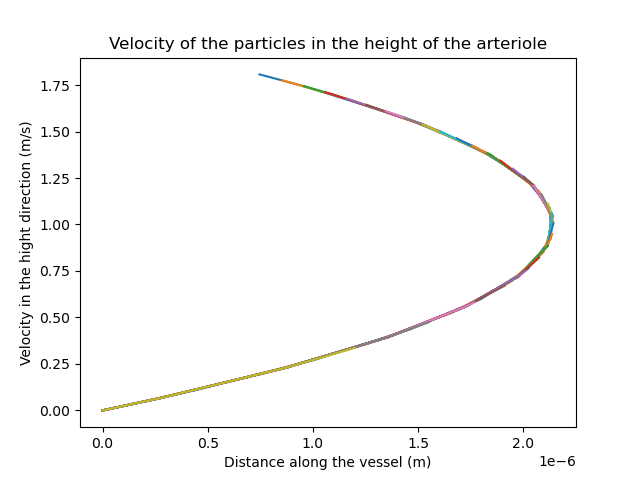 Velocity of the particles in the height of the arteriole
Velocity in the hight direction (m/s)
1.75
1.50
1.25
1.00
0.75
0.50
0.25
0.00
0.0 0.5 1.0 1.5 2.0
1e−6
Distance along the vessel (m)